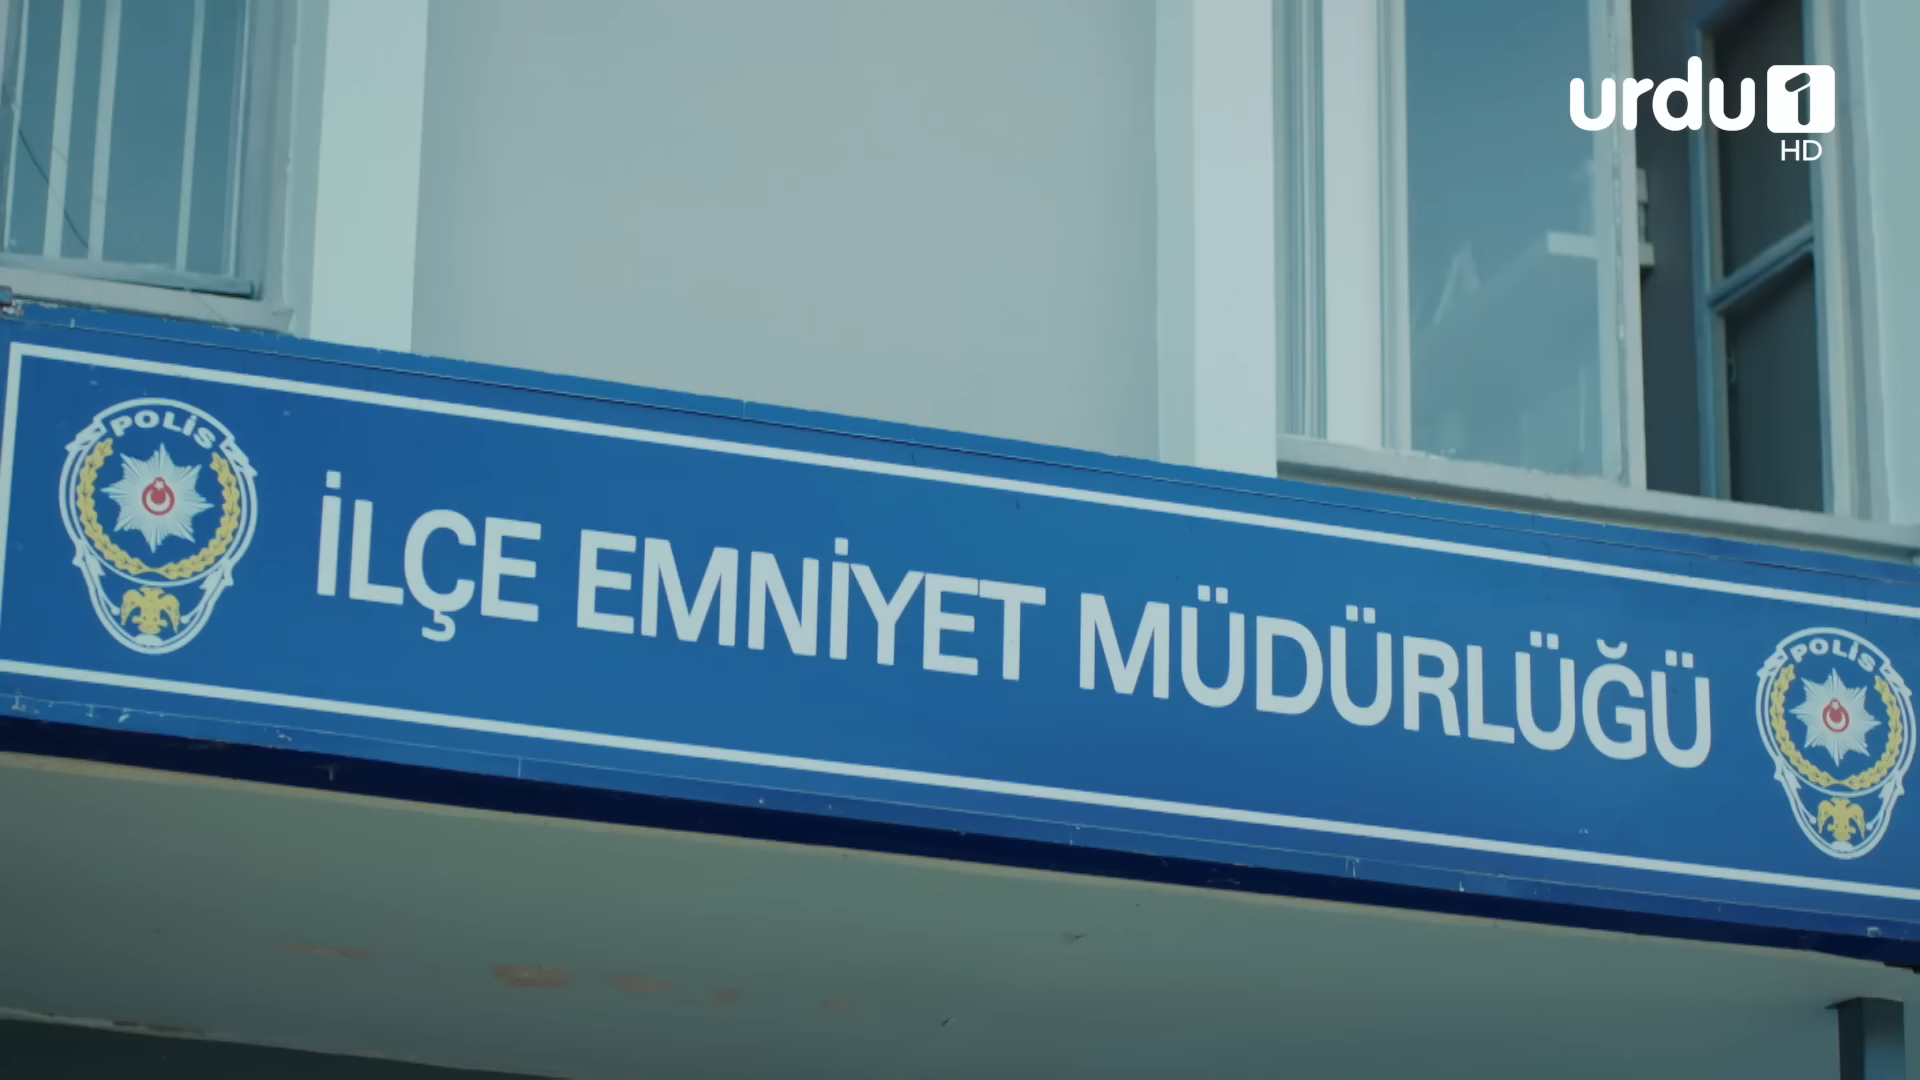 urdu1
HD
POLİS
İLÇE EMNİYET MÜDÜRLÜĞÜ
POLİS